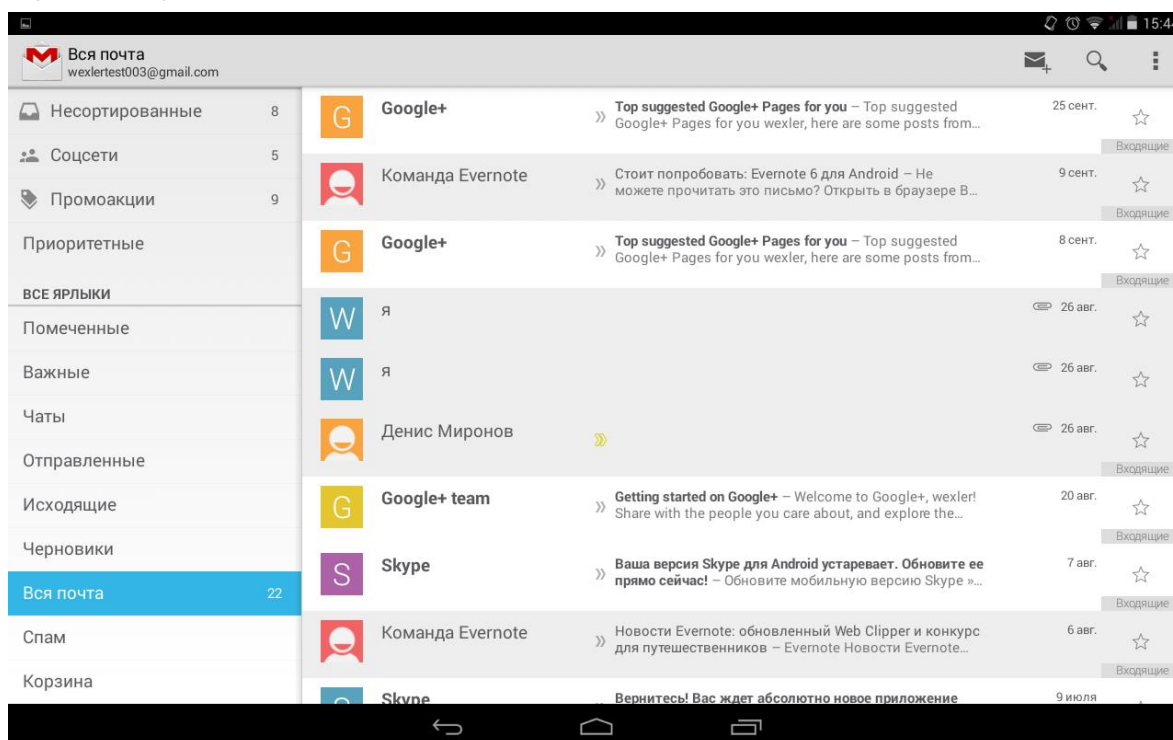 15:4
Вся почта
wexlertest003@gmail.com
Несортированные 8
Соцсети 5
Промоакции 9
Приоритетные
ВСЕ ЯРЛЫКИ
Помеченные
Важные
Чаты
Отправленные
Исходящие
Черновики
Вся почта 22
Спам
Корзина
G Google+ Top suggested Google+ Pages for you – Top suggested 25 сент.
Google+ Pages for you wexler, here are some posts from…
Входящие
Команда Evernote Стоит попробовать: Evernote 6 для Android – Не 9 сент.
можете прочитать это письмо? Открыть в браузере В…
Входящие
G Google+ Top suggested Google+ Pages for you – Top suggested 8 сент.
Google+ Pages for you wexler, here are some posts from…
Входящие
W я 26 авг.
W я 26 авг.
Денис Миронов 26 авг.
Входящие
G Google+ team Getting started on Google+ – Welcome to Google+, wexler! 20 авг.
Share with the people you care about, and explore the…
Входящие
S Skype Ваша версия Skype для Android устаревает. Обновите ее 7 авг.
прямо сейчас! – Обновите мобильную версию Skype »…
Входящие
Команда Evernote Новости Evernote: обновленный Web Clipper и конкурс 6 авг.
для путешественников – Evernote Новости Evernote…
Входящие
S Skype Вернитесь! Вас ждет абсолютно новое приложение 9 июля